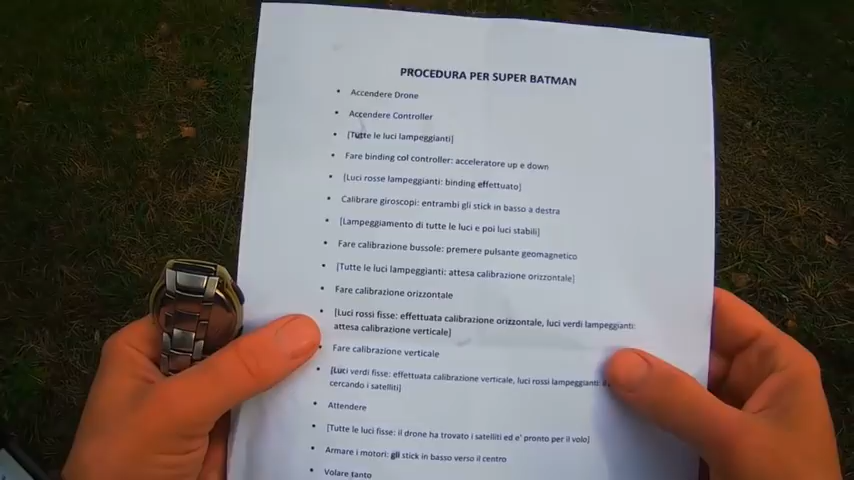 PROCEDURA PER SUPER BATMAN
• Accendere Drone
• Accendere Controller
• [Tutte le luci lampeggianti]
• Fare binding col controller: acceleratore up e down
• [Luci rosse lampeggianti: binding effettuato]
• Calibrare giroscopi: entrambi gli stick in basso a destra
• [Lampeggiamento di tutte le luci e poi luci stabili]
• Fare calibrazione bussole: premere pulsante geomagnetico
• [Tutte le luci lampeggianti: attesa calibrazione orizzontale]
• Fare calibrazione orizzontale
• [Luci rossi fisse: effettuata calibrazione orizzontale, luci verdi lampeggianti:
attesa calibrazione verticale]
• Fare calibrazione verticale
• [Luci verdi fisse: effettuata calibrazione verticale, luci rossi lampeggianti:
cercando i satelliti]
• Attendere
• [Tutte le luci fisse: il drone ha trovato i satelliti ed e' pronto per il volo]
• Armare i motori: gli stick in basso verso il centro
• Volare tanto